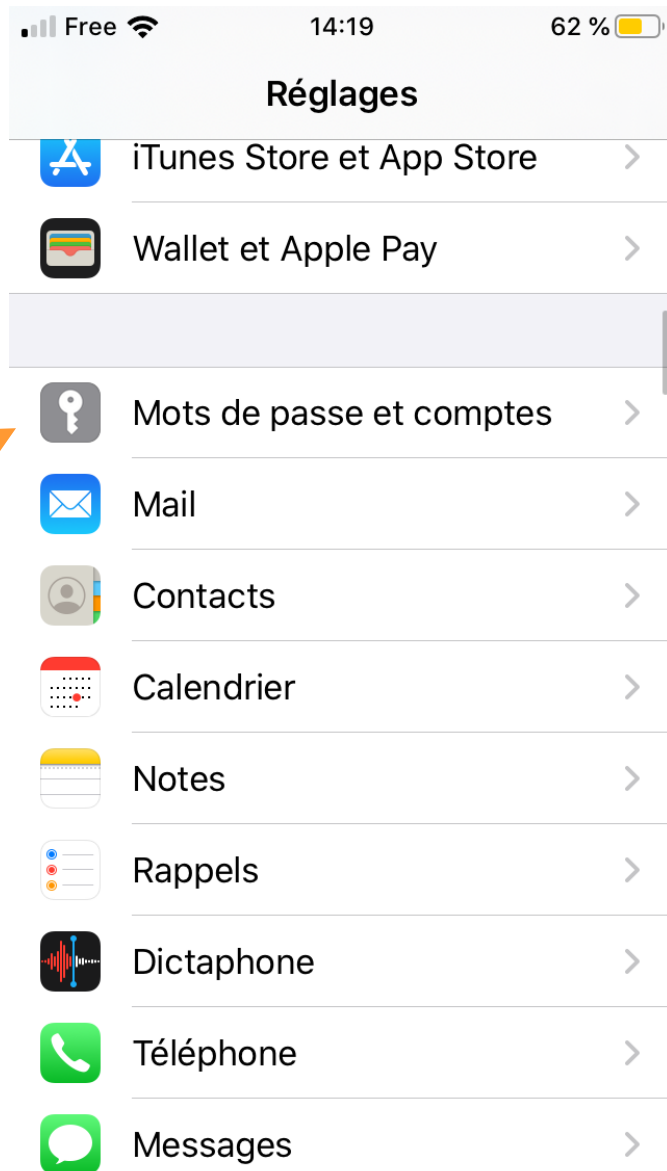 Free 14:19 62 %
Réglages
iTunes Store et App Store
Wallet et Apple Pay
Mots de passe et comptes
Mail
Contacts
Calendrier
Notes
Rappels
Dictaphone
Téléphone
Messages